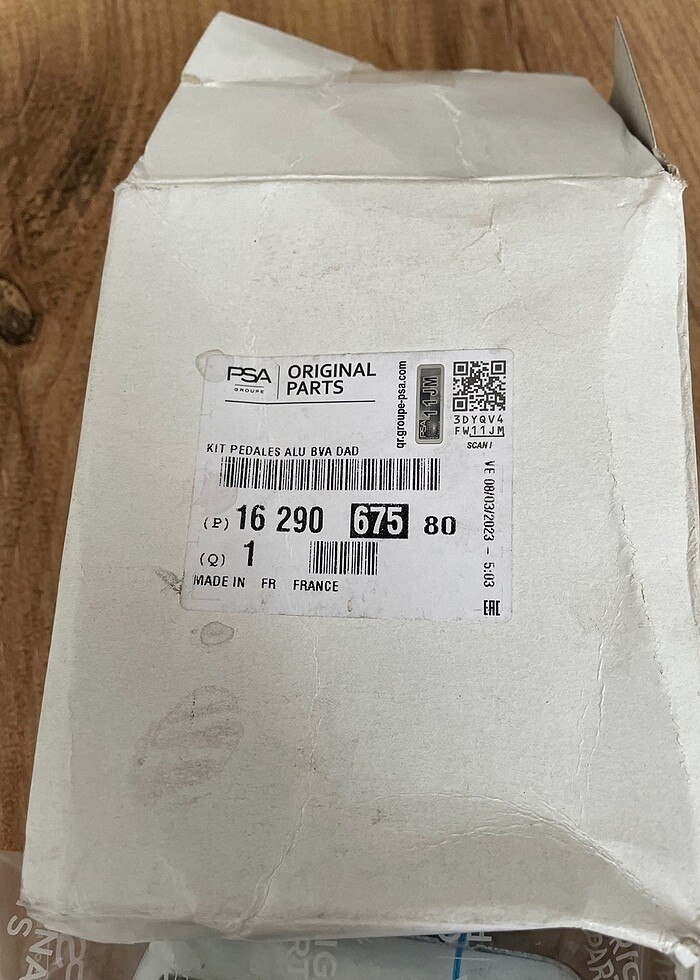 PSA
GROUPE
ORIGINAL
PARTS
qr.groupe-psa.com
PSA 11JM
3DYQV4
FW11JM
SCAN!
KIT PEDALES ALU BVA DAD
(P) 16 290 675 80
(Q) 1
MADE IN FR FRANCE
VE 08/03/2023 - 5:03
EAC